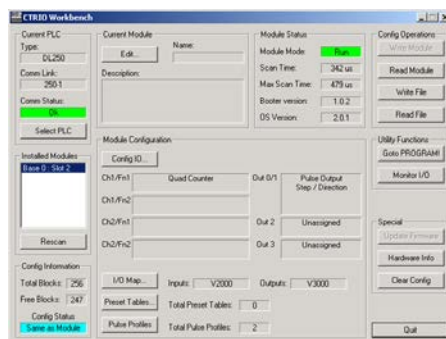 CTRIO Workbench
Current PLC
Type:
DL250
Comm Link:
250-1
Comm Status:
Ok
Select PLC
Installed Modules
Base 0 : Slot 2
Rescan
Config Information
Total Blocks: 256
Free Blocks: 247
Config Status
Same as Module
Current Module
Edit...
Name:
Description:
Module Status
Module Mode: Run
Scan Time: 342 us
Max Scan Time: 479 us
Booter version: 1.0.2
OS Version: 2.0.1
Module Configuration
Config IO...
Ch1/Fn1 Quad Counter Out 0/1 Pulse Output
Step / Direction
Ch1/Fn2
Ch2/Fn1 Out 2 Unassigned
Ch2/Fn2 Out 3 Unassigned
I/O Map... Inputs: V2000 Outputs: V3000
Preset Tables... Total Preset Tables: 0
Pulse Profiles Total Pulse Profiles: 2
Config Operations
Write Module
Read Module
Write File
Read File
Utility Functions
Goto PROGRAM!
Monitor I/O
Special
Update Firmware
Hardware Info
Clear Config
Quit